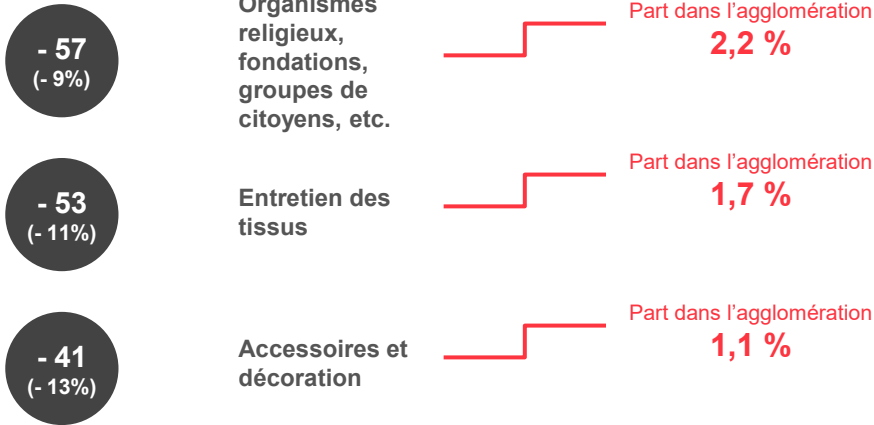 - 57
(- 9%)
Organismes
religieux,
fondations,
groupes de
citoyens, etc.
Part dans l’agglomération
2,2 %
- 53
(- 11%)
Entretien des
tissus
Part dans l’agglomération
1,7 %
- 41
(- 13%)
Accessoires et
décoration
Part dans l’agglomération
1,1 %